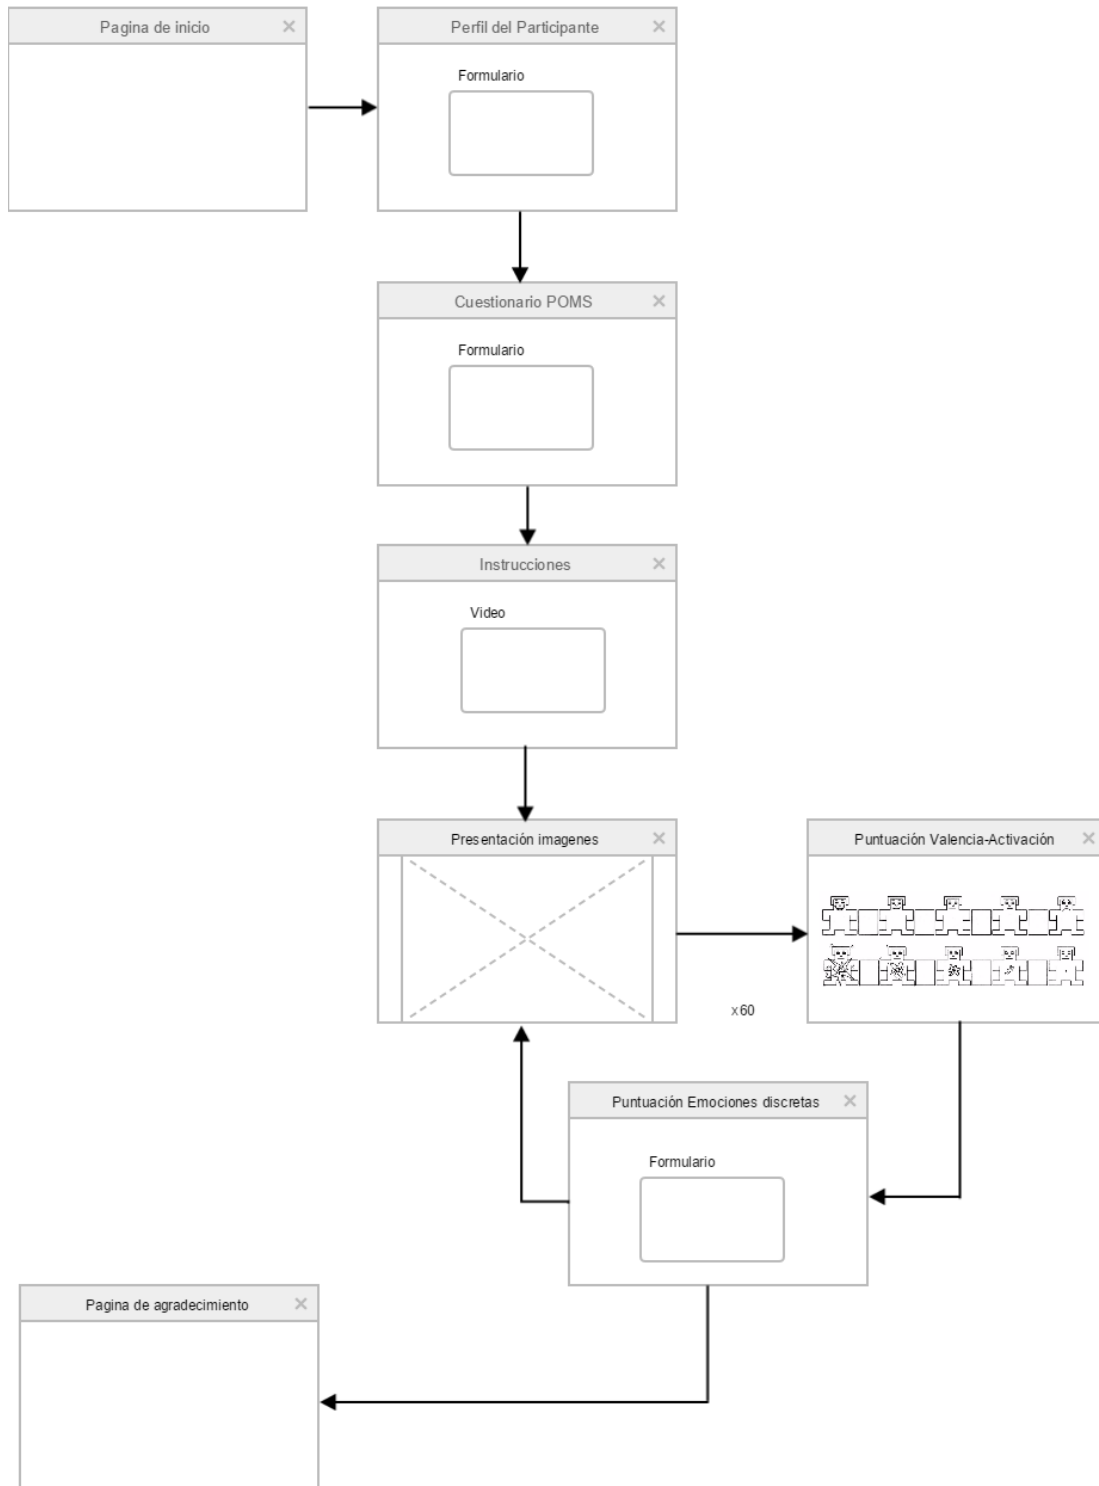 Pagina de inicio
Perfil del Participante
Formulario
Cuestionario POMS
Formulario
Instrucciones
Video
Presentación imagenes
Puntuación Valencia-Activación
x60
Puntuación Emociones discretas
Formulario
Pagina de agradecimiento